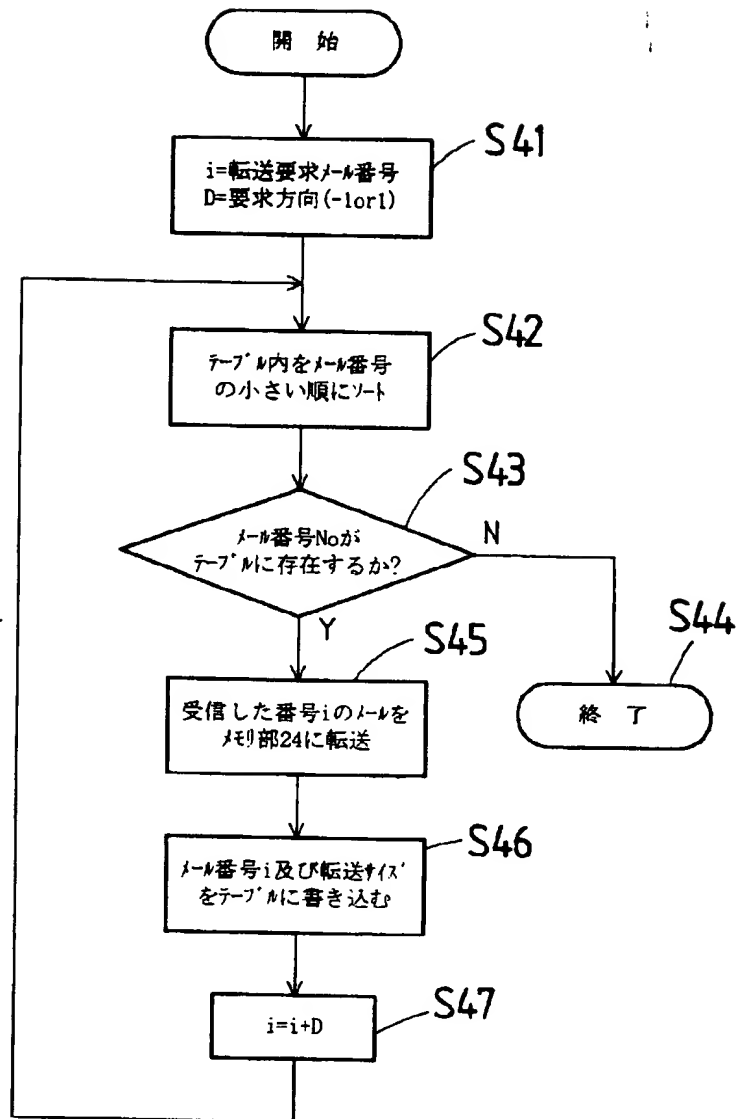 開始
S41
i=転送要求メール番号
D=要求方向(-1or1)
S42
テーブル内をメール番号
の小さい順にソート
S43
メール番号Noが
テーブルに存在するか?
N
Y
S44
終了
S45
受信した番号iのメールを
メモリ部24に転送
S46
メール番号i及び転送サイズ
をテーブルに書き込む
S47
i=i+D